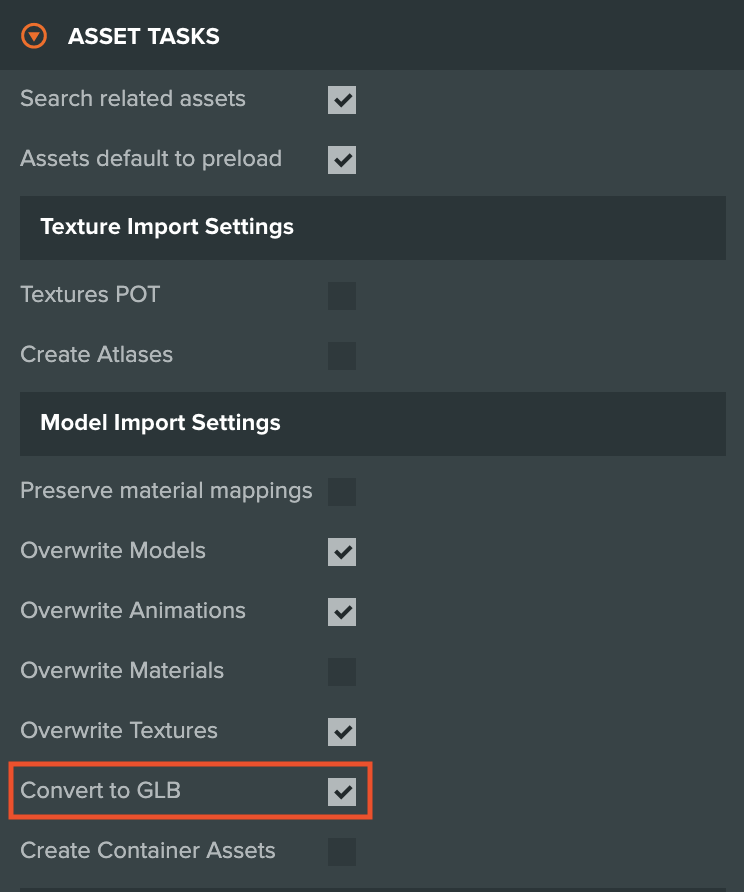 ASSET TASKS
Search related assets
Assets default to preload
Texture Import Settings
Textures POT
Create Atlases
Model Import Settings
Preserve material mappings
Overwrite Models
Overwrite Animations
Overwrite Materials
Overwrite Textures
Convert to GLB
Create Container Assets